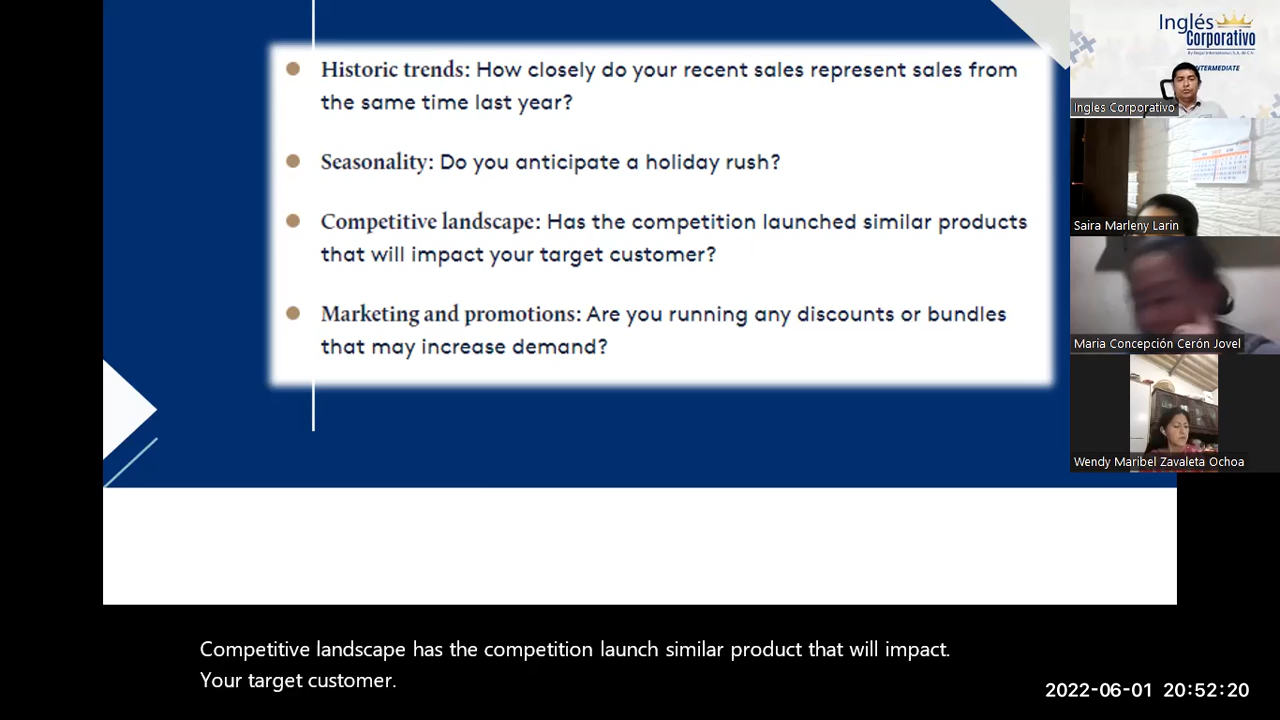 Historic trends: How closely do your recent sales represent sales from
the same time last year?
Seasonality: Do you anticipate a holiday rush?
Competitive landscape: Has the competition launched similar products
that will impact your target customer?
Marketing and promotions: Are you running any discounts or bundles
that may increase demand?
Inglés
Corporativo
Ingles Corporativo
Saira Marleny Larin
Maria Concepción Cerón Jovel
Wendy Maribel Zavaleta Ochoa
Competitive landscape has the competition launch similar product that will impact.
Your target customer.
2022-06-01 20:52:20